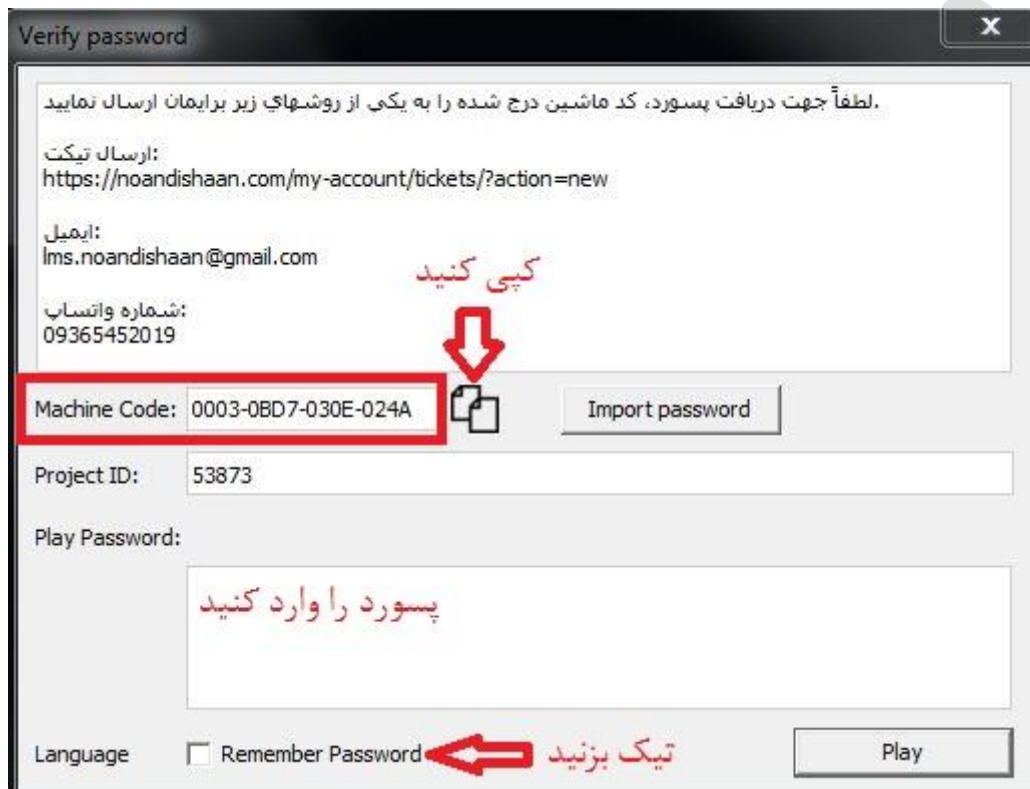 Verify password
x
لطفاً جهت دریافت پسورد، کد ماشین درج شده را به یکی از روشهاي زیر برایمان ارسال نمایید.
ارسال تیکت:
https://noandishaan.com/my-account/tickets/?action=new
ایمیل:
lms.noandishaan@gmail.com
کپی کنید
شماره واتساپ:
09365452019
Machine Code: 0003-0BD7-030E-024A Import password
Project ID: 53873
Play Password:
پسورد را وارد کنید
Language Remember Password تیک بزنید Play